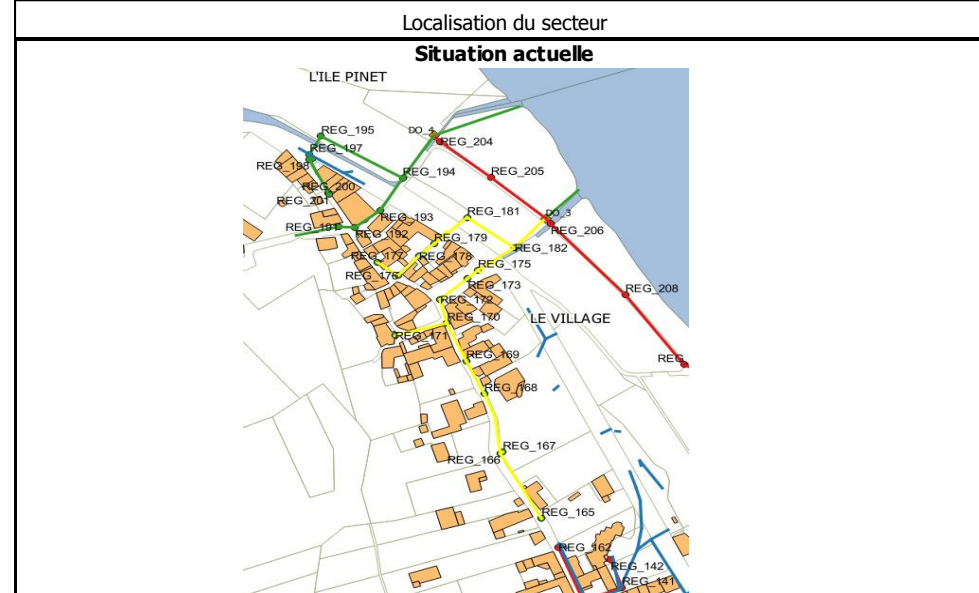 Localisation du secteur
Situation actuelle
L'ILE PINET
REG_195
DO_4
REG_204
REG_197
REG_198
REG_194
REG_205
REG_200
REG_201
REG_193
REG_181
DO_3
REG_191
REG_192
REG_206
REG_179
REG_182
REG_177
REG_178
REG_175
REG_176
REG_173
REG_208
REG_172
REG_170
LE VILLAGE
REG_171
REG_169
REG_
REG_168
REG_167
REG_166
REG_165
REG_162
REG_142
REG_141